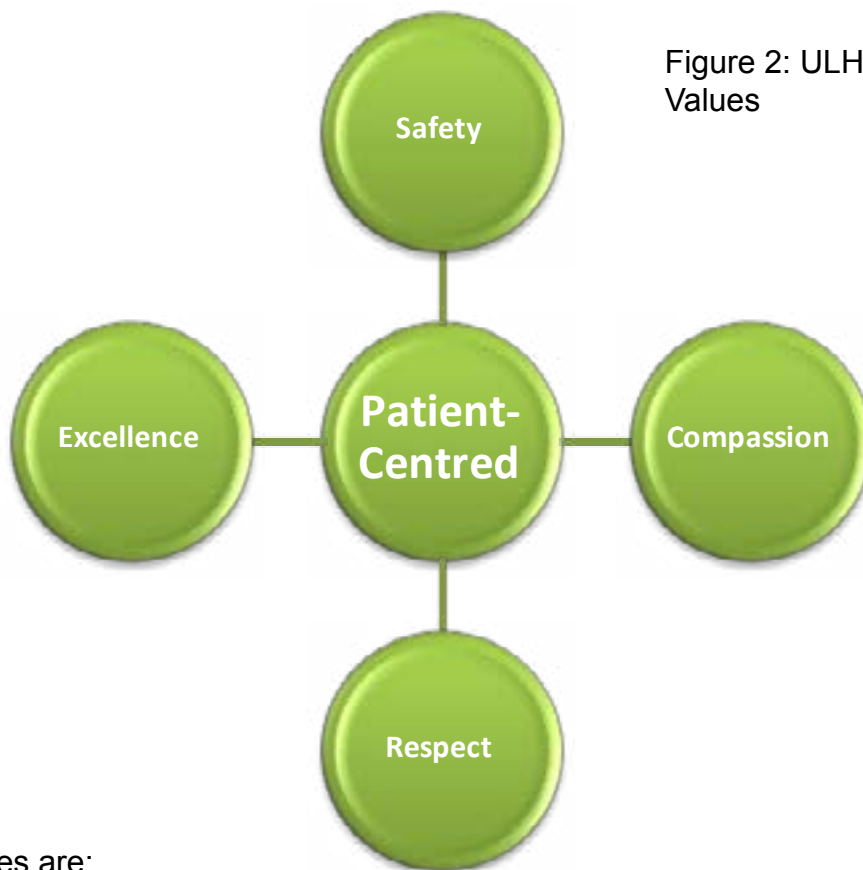 Figure 2: ULH
Values
Safety
Excellence
Patient-
Centred
Compassion
Respect
es are: